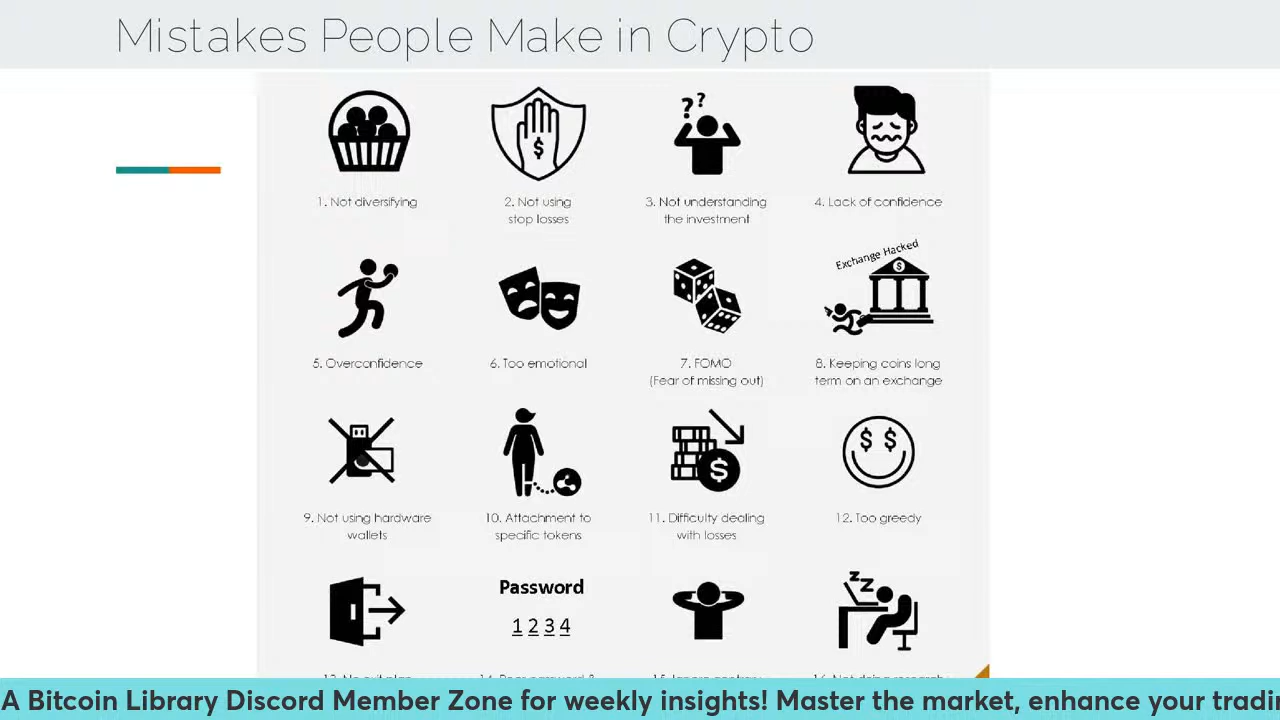 Mistakes People Make in Crypto
??
$
1. Not diversifying
2. Not using
stop losses
3. Not understanding
the investment
4. Lack of confidence
Exchange Hacked
$
5. Overconfidence
6. Too emotional
7. FOMO
(Fear of missing out)
8. Keeping coins long
term on an exchange
$ $
$
9. Not using hardware
wallets
10. Attachment to
specific tokens
11. Difficulty dealing
with losses
12. Too greedy
Password
1 2 3 4
zZ
A Bitcoin Library Discord Member Zone for weekly insights! Master the market, enhance your